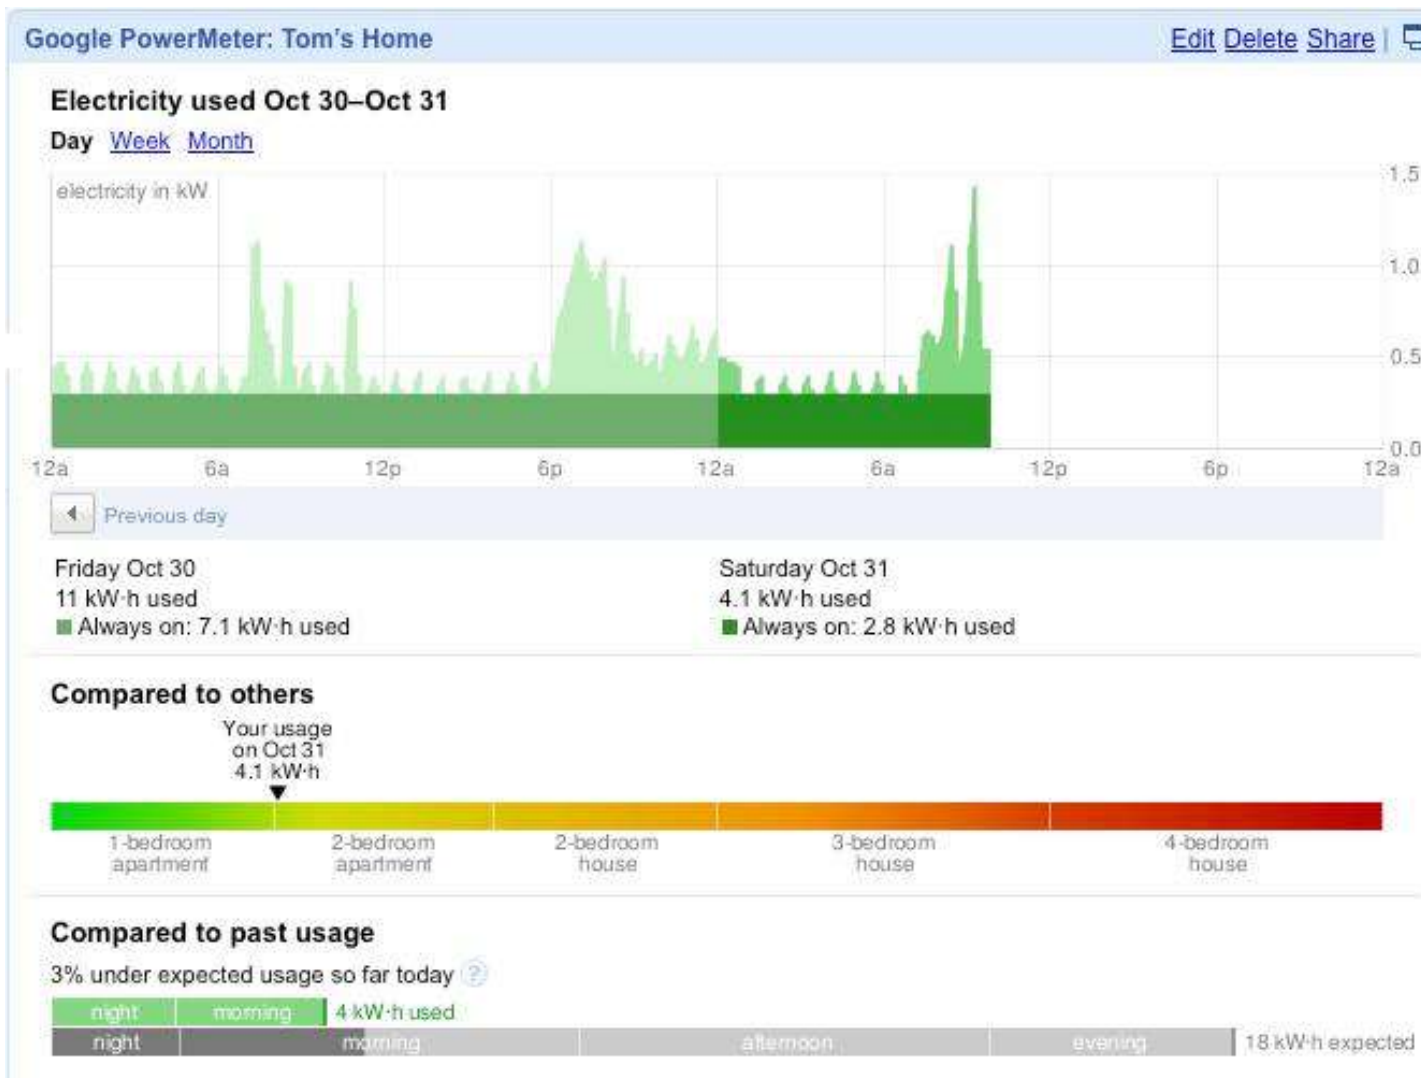 Google PowerMeter: Tom's Home
Edit Delete Share |
Electricity used Oct 30–Oct 31
Day Week Month
electricity in kW
1.5
1.0
0.5
0.0
12a 6a 12p 6p 12a 6a 12p 6p 12a
Previous day
Friday Oct 30
11 kW·h used
Always on: 7.1 kW·h used
Saturday Oct 31
4.1 kW·h used
Always on: 2.8 kW·h used
Compared to others
Your usage
on Oct 31
4.1 kW·h
1-bedroom
apartment
2-bedroom
apartment
2-bedroom
house
3-bedroom
house
4-bedroom
house
Compared to past usage
3% under expected usage so far today ?
night morning 4 kW·h used
night morning afternoon evening 18 kW·h expected